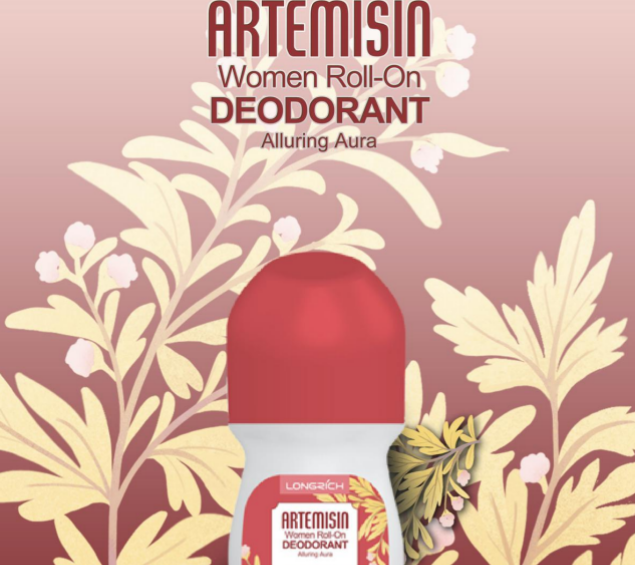 ARTEMISIN
Women Roll-On
DEODORANT
Alluring Aura
LONGRICH
ARTEMISIN
Women Roll-On
DEODORANT
Alluring Aura